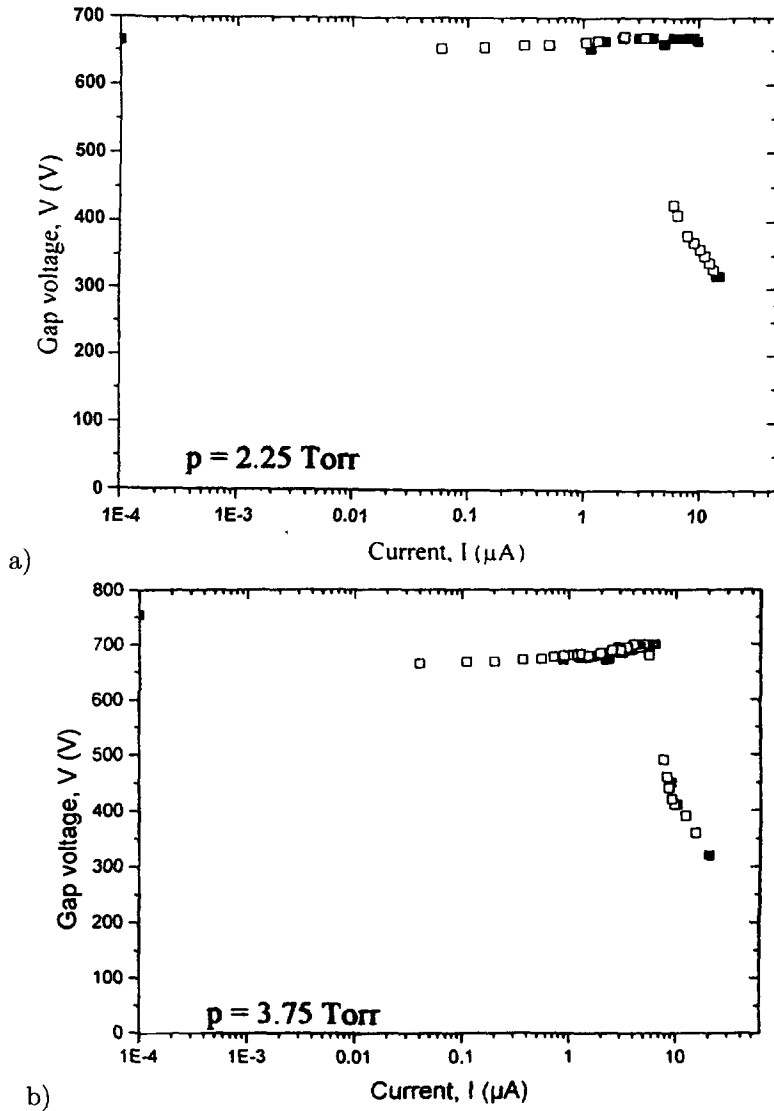 700
600
500
400
300
200
100
0
Gap voltage, V (V)
p = 2.25 Torr
1E-4 1E-3 0.01 0.1 1 10
Current, I (μA)
a)
800
700
600
500
400
300
200
100
0
Gap voltage, V (V)
p = 3.75 Torr
1E-4 1E-3 0.01 0.1 1 10
Current, I (μA)
b)